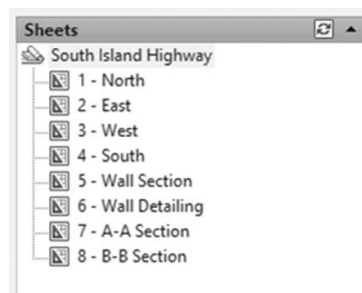 Sheets
South Island Highway
1 - North
2 - East
3 - West
4 - South
5 - Wall Section
6 - Wall Detailing
7 - A-A Section
8 - B-B Section